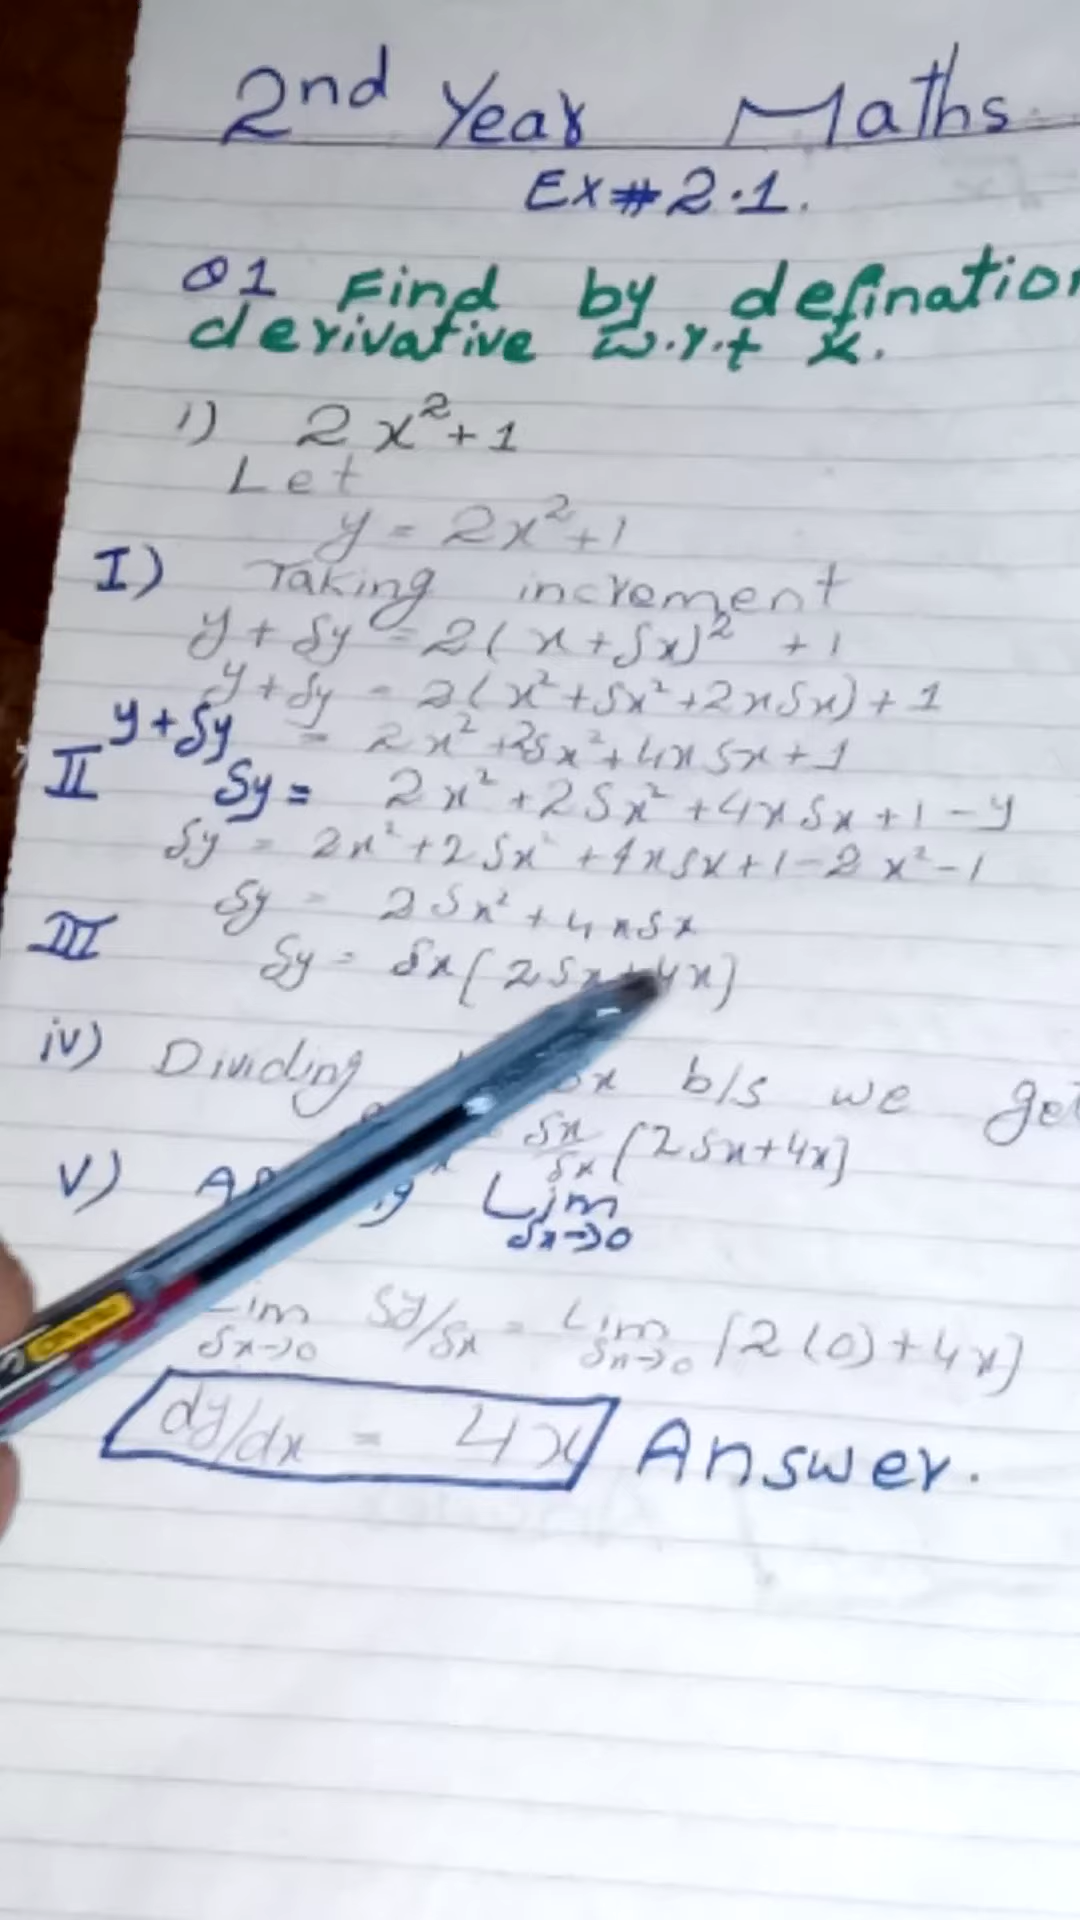 2nd Year Maths
Ex#2.1.
Q1 Find by defination
derivative w.r.t x.
i) 2x²+1
Let
y = 2x²+1
I) Taking increment
y + δy = 2(x+δx)² + 1
y+δy = 2(x²+δx²+2xδx)+1
y+δy = 2x²+2δx²+4xδx+1
II δy = 2x²+2δx²+4xδx+1-y
δy = 2x²+2δx²+4xδx+1-2x²-1
δy = 2δx²+4xδx
III δy = δx[2δx+4x]
iv) Dividing δx b/s we get
δx/δx [2δx+4x]
v) Lim
δx→0
Lim δy/δx = Lim [2(0)+4x]
δx→0 δx→0
dy/dx = 4x Answer.